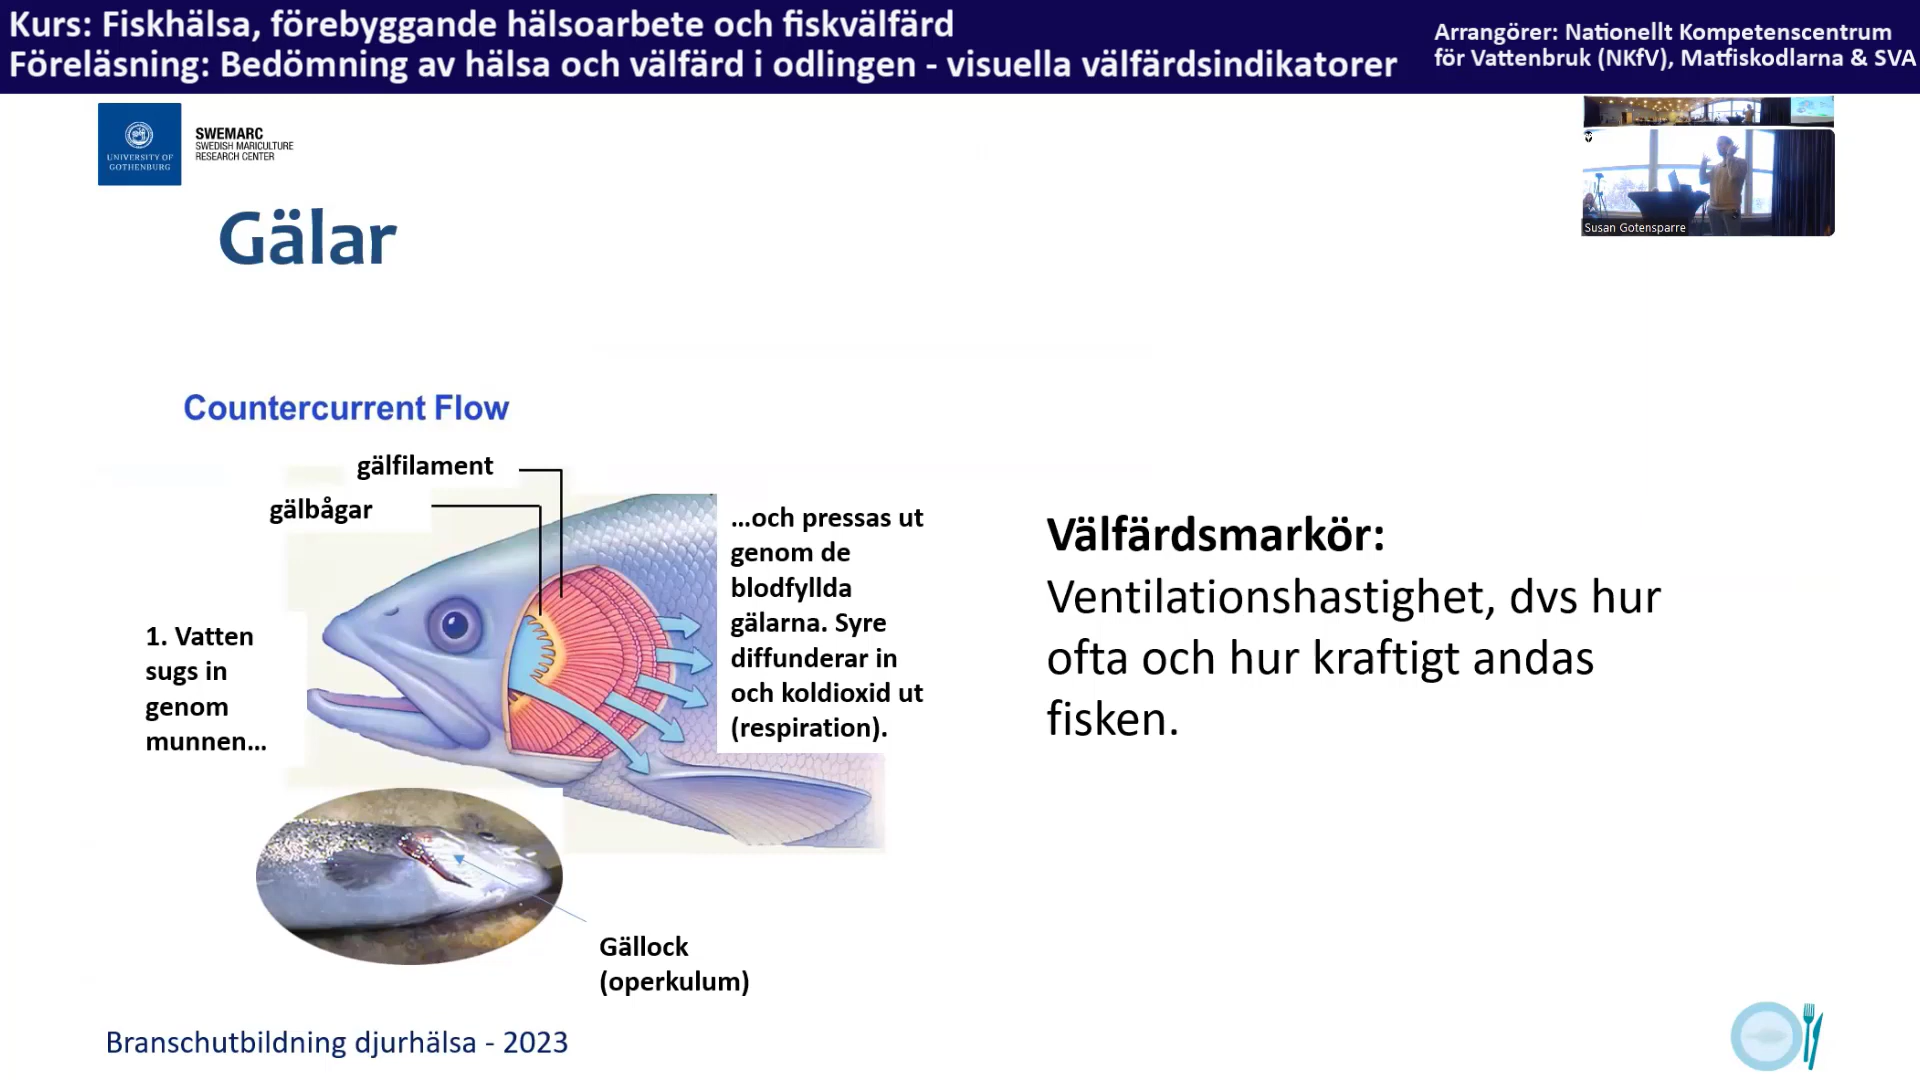 Kurs: Fiskhälsa, förebyggande hälsoarbete och fiskvälfärd
Föreläsning: Bedömning av hälsa och välfärd i odlingen - visuella välfärdsindikatorer
Arrangörer: Nationellt Kompetenscentrum
för Vattenbruk (NKfV), Matfiskodlarna & SVA
UNIVERSITY OF
GOTHENBURG
SWEMARC
SWEDISH MARICULTURE
RESEARCH CENTER
Susan Gotensparre
Gälar
Countercurrent Flow
gälfilament
gälbågar
1. Vatten
sugs in
genom
munnen...
...och pressas ut
genom de
blodfyllda
gälarna. Syre
diffunderar in
och koldioxid ut
(respiration).
Välfärdsmarkör:
Ventilationshastighet, dvs hur
ofta och hur kraftigt andas
fisken.
Gällock
(operkulum)
Branschutbildning djurhälsa - 2023